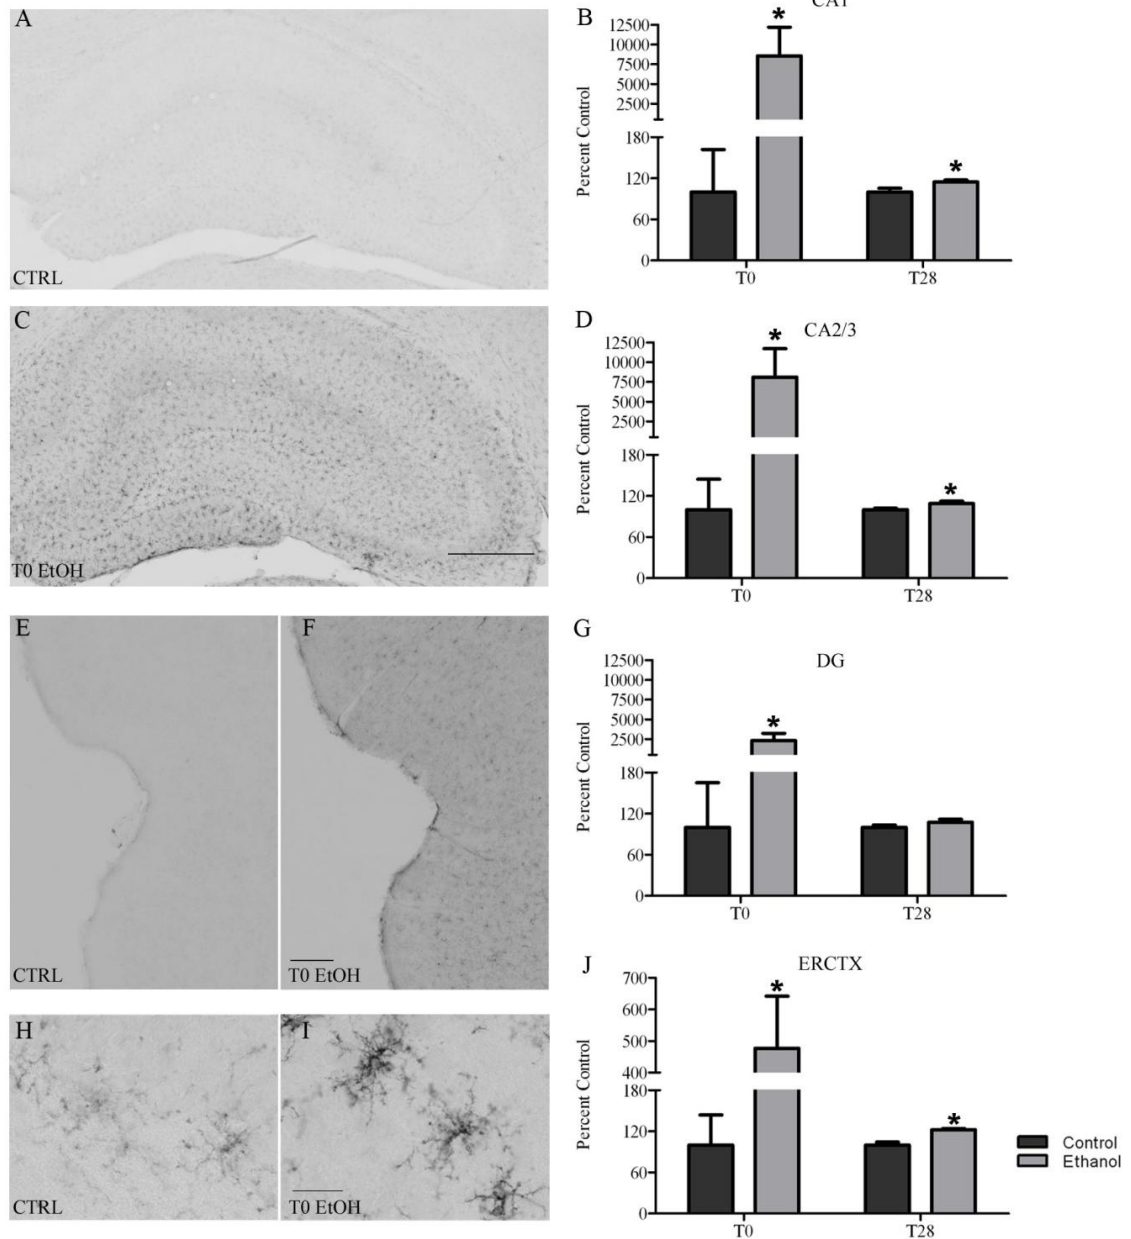 A
CTRL
B
CA1
Percent Control
12500
10000
7500
5000
2500
180
120
60
0
*
*
T0
T28
C
T0 EtOH
D
CA2/3
Percent Control
12500
10000
7500
5000
2500
180
120
60
0
*
*
T0
T28
E
CTRL
F
T0 EtOH
G
DG
Percent Control
12500
10000
7500
5000
2500
180
120
60
0
*
T0
T28
H
CTRL
I
T0 EtOH
J
ERCTX
Percent Control
700
600
500
400
180
120
60
0
*
*
T0
T28
Control
Ethanol